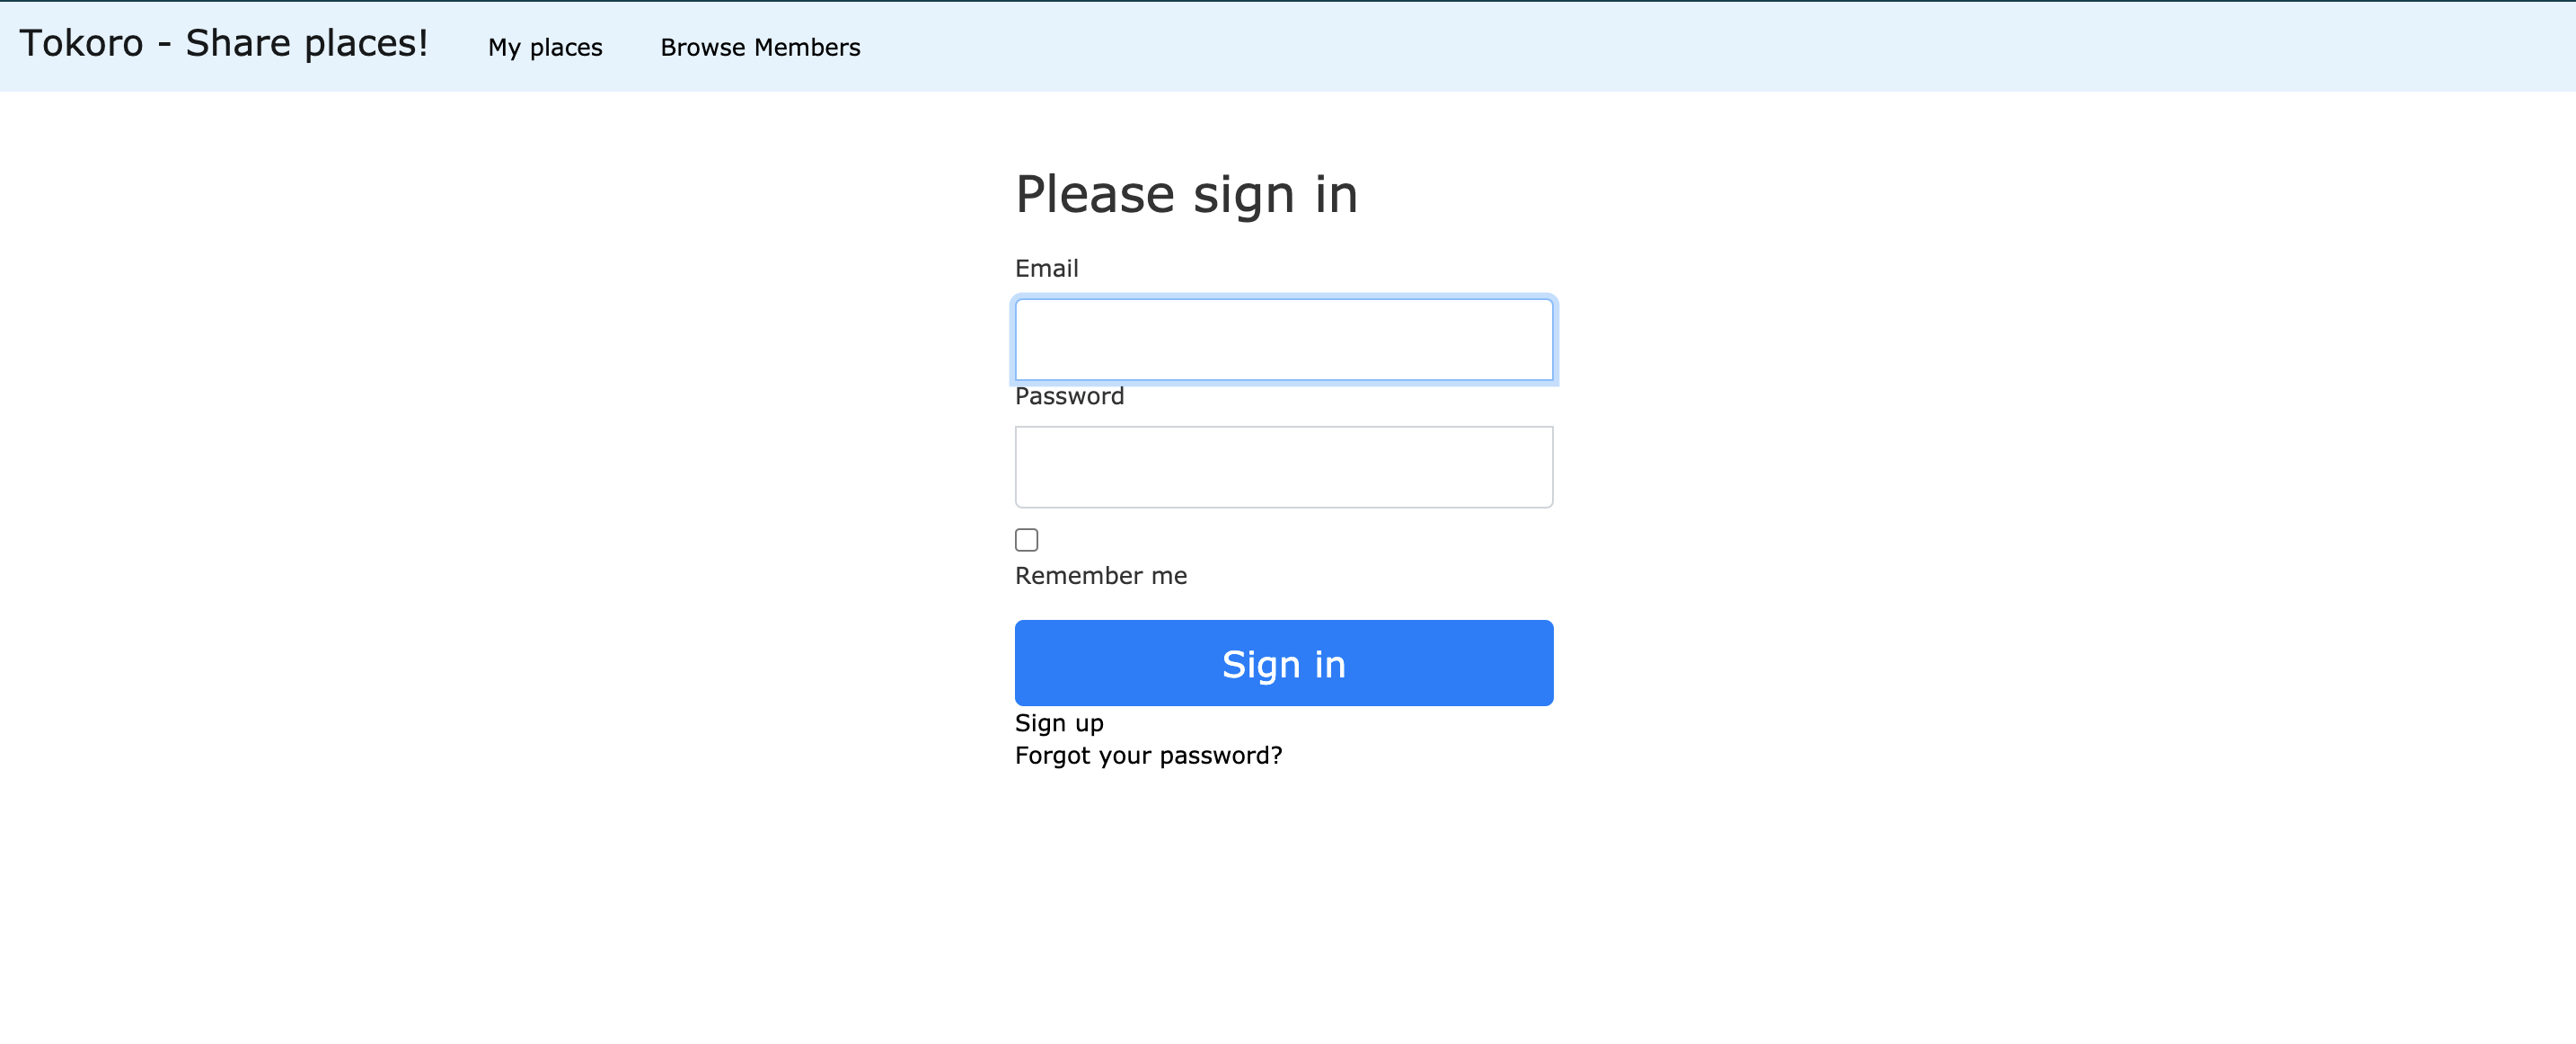 Tokoro - Share places! My places Browse Members
Please sign in
Email
Password
Remember me
Sign in
Sign up
Forgot your password?